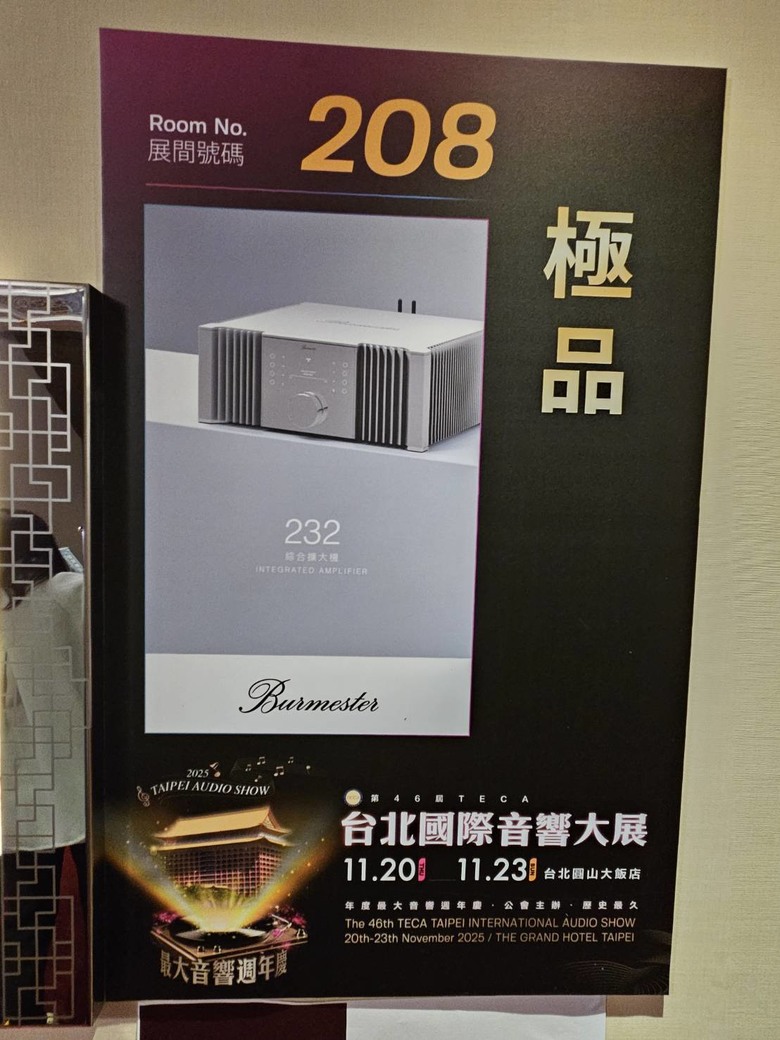 Room No.
展間號碼
208
極品
Burmester
232
綜合擴大機
INTEGRATED AMPLIFIER
Burmester
2025
TAIPEI AUDIO SHOW
最大音響週年慶
第46屆TECA
台北國際音響大展
11.20 11.23 台北圓山大飯店
年度最大音響週年慶・公會主辦・歷史最久
The 46th TECA TAIPEI INTERNATIONAL AUDIO SHOW
20th-23th November 2025 / THE GRAND HOTEL TAIPEI